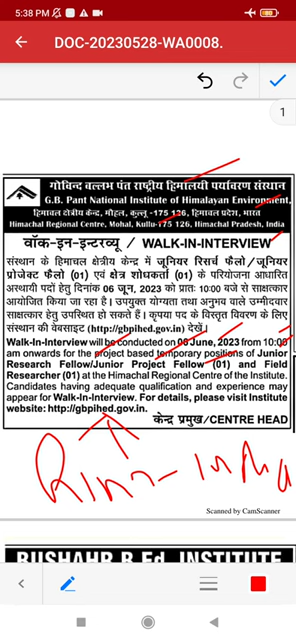 5:38 PM
DOC-20230528-WA0008.
1
गोविन्द बल्लभ पंत राष्ट्रीय हिमालयी पर्यावरण संस्थान
G.B. Pant National Institute of Himalayan Environment,
हिमाचल क्षेत्रीय केन्द्र, मौहल, कुल्लू -175 126, हिमाचल प्रदेश, भारत
Himachal Regional Centre, Mohal, Kullu-175 126, Himachal Pradesh, India
वॉक-इन-इटरव्यू / WALK-IN-INTERVIEW
संस्थान के हिमाचल क्षेत्रीय केन्द्र में जूनियर रिसर्च फैलो/जूनियर
प्रोजेक्ट फैलो (01) एवं क्षेत्र शोधकर्ता (01) के परियोजना आधारित
अस्थायी पदों हेतु दिनांक 06 जून, 2023 को प्रातः 10:00 बजे से साक्षात्कार
आयोजित किया जा रहा है। उपयुक्त योग्यता तथा अनुभव वाले उम्मीदवार
साक्षात्कार हेतु उपस्थित हो सकते हैं। कृपया पद के विस्तृत विवरण के लिए
संस्थान की वेबसाइट (http://gbpihed.gov.in) देखें।
Walk-In-Interview will be conducted on 06 June, 2023 from 10:00
am onwards for the project based temporary positions of Junior
Research Fellow/Junior Project Fellow (01) and Field
Researcher (01) at the Himachal Regional Centre of the Institute.
Candidates having adequate qualification and experience may
appear for Walk-In-Interview. For details, please visit Institute
website: http://gbpihed.gov.in.
केन्द्र प्रमुख/CENTRE HEAD
Scanned by CamScanner
BUSHAHR B.Ed. INSTITUTE